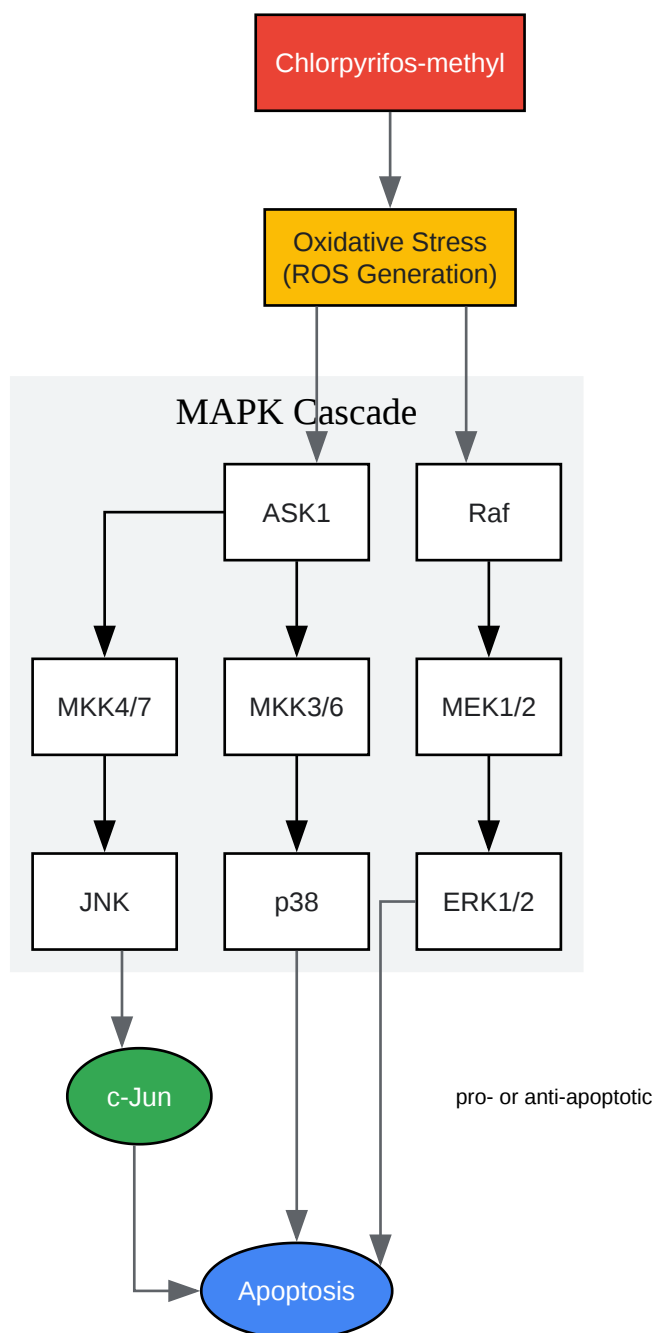 Chlorpyrifos-methyl
Oxidative Stress
(ROS Generation)
MAPK Cascade
ASK1
Raf
MKK4/7
MKK3/6
MEK1/2
JNK
p38
ERK1/2
c-Jun
pro- or anti-apoptotic
Apoptosis